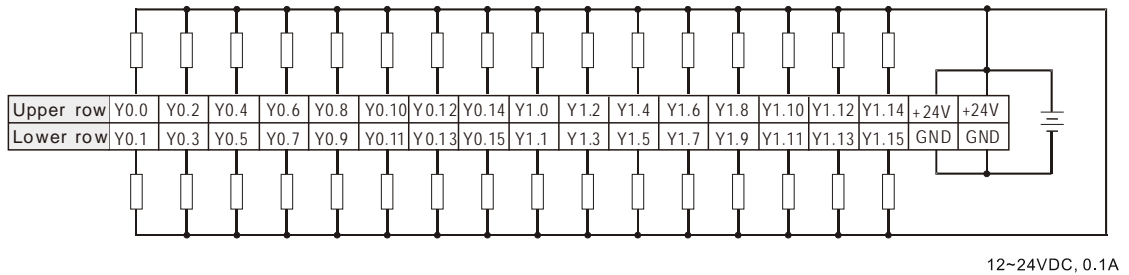 Upper row Y0.0 Y0.2 Y0.4 Y0.6 Y0.8 Y0.10 Y0.12 Y0.14 Y1.0 Y1.2 Y1.4 Y1.6 Y1.8 Y1.10 Y1.12 Y1.14 +24V +24V
Lower row Y0.1 Y0.3 Y0.5 Y0.7 Y0.9 Y0.11 Y0.13 Y0.15 Y1.1 Y1.3 Y1.5 Y1.7 Y1.9 Y1.11 Y1.13 Y1.15 GND GND
12~24VDC, 0.1A